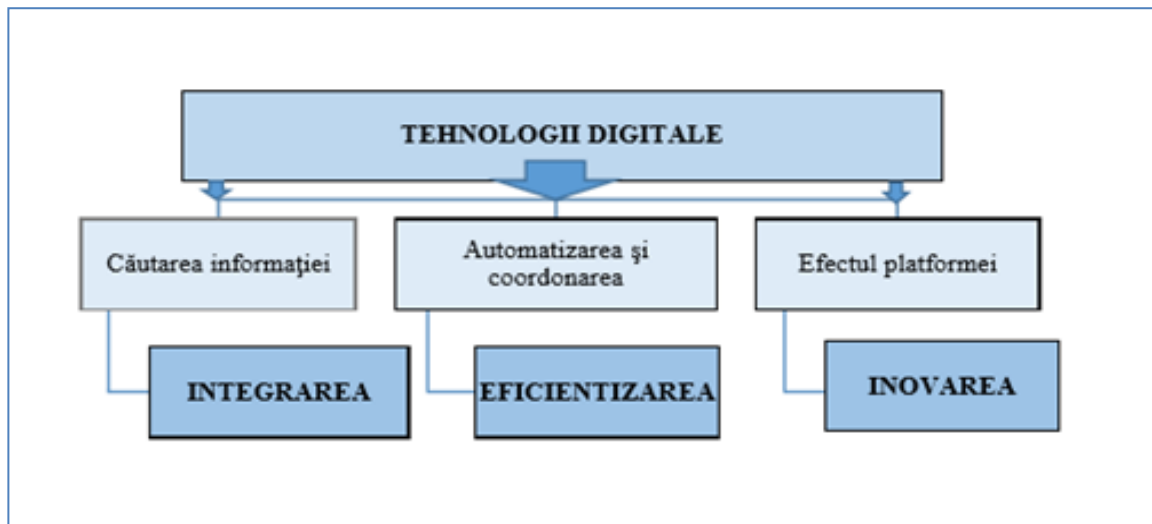 TEHNOLOGII DIGITALE
Căutarea informaţiei
Automatizarea şi
coordonarea
Efectul platformei
INTEGRAREA
EFICIENTIZAREA
INOVAREA